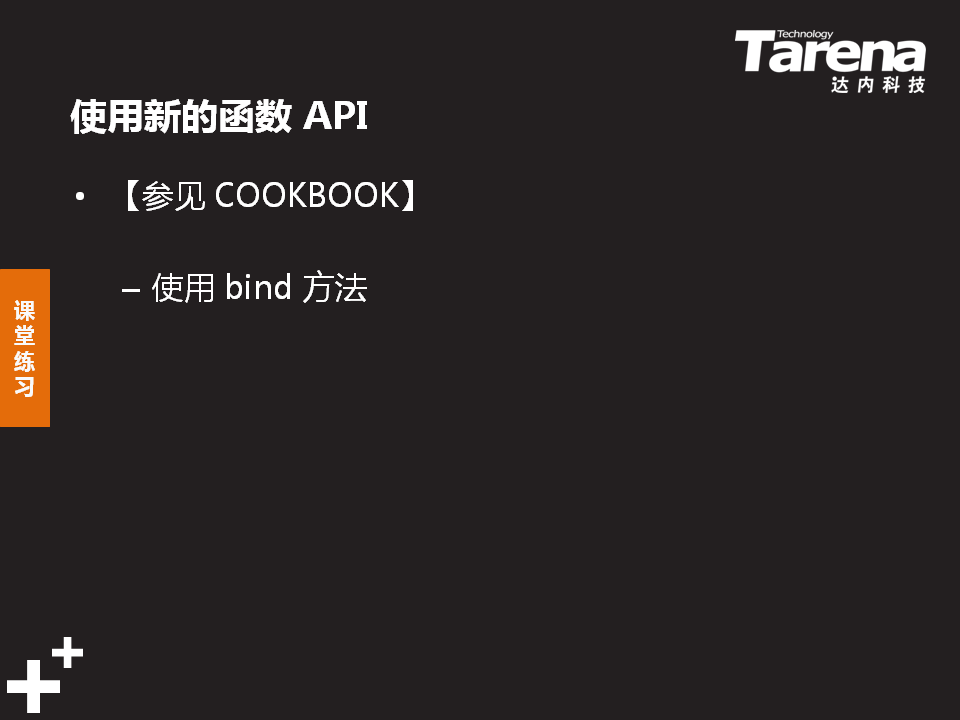 Technology
Tarena
达内科技
使用新的函数 API
• 【参见 COOKBOOK】
– 使用 bind 方法
课
堂
练
习